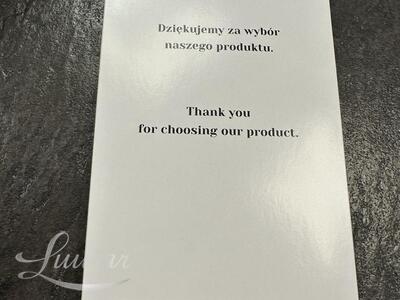 Dziękujemy za wybór
naszego produktu.
Thank you
for choosing our product.